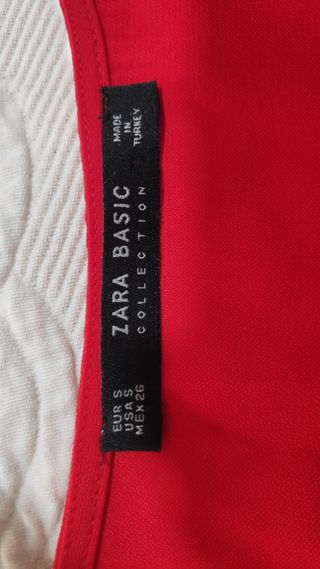 EUR S
USA S
MEX 26
ZARA BASIC
COLLECTION
MADE
IN
TURKEY